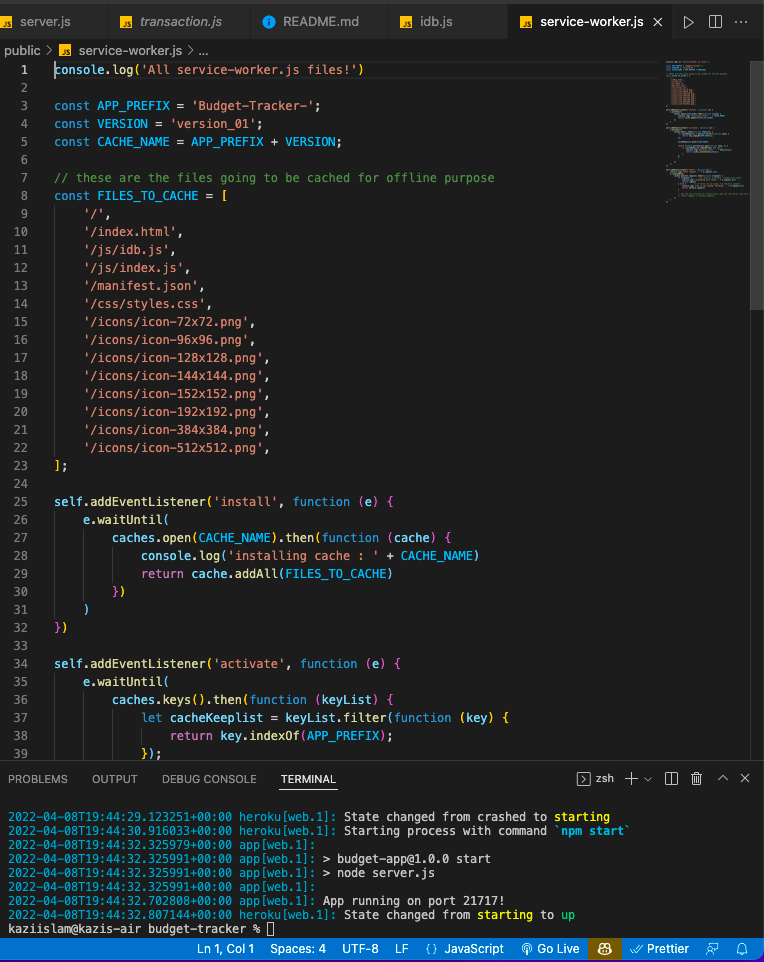 server.js transaction.js README.md idb.js service-worker.js
public > service-worker.js > ...
1 console.log('All service-worker.js files!')
2
3 const APP_PREFIX = 'Budget-Tracker-';
4 const VERSION = 'version_01';
5 const CACHE_NAME = APP_PREFIX + VERSION;
6
7 // these are the files going to be cached for offline purpose
8 const FILES_TO_CACHE = [
9 '/',
10 '/index.html',
11 '/js/idb.js',
12 '/js/index.js',
13 '/manifest.json',
14 '/css/styles.css',
15 '/icons/icon-72x72.png',
16 '/icons/icon-96x96.png',
17 '/icons/icon-128x128.png',
18 '/icons/icon-144x144.png',
19 '/icons/icon-152x152.png',
20 '/icons/icon-192x192.png',
21 '/icons/icon-384x384.png',
22 '/icons/icon-512x512.png',
23 ];
24
25 self.addEventListener('install', function (e) {
26 e.waitUntil(
27 caches.open(CACHE_NAME).then(function (cache) {
28 console.log('installing cache : ' + CACHE_NAME)
29 return cache.addAll(FILES_TO_CACHE)
30 })
31 )
32 })
33
34 self.addEventListener('activate', function (e) {
35 e.waitUntil(
36 caches.keys().then(function (keyList) {
37 let cacheKeeplist = keyList.filter(function (key) {
38 return key.indexOf(APP_PREFIX);
39 });
PROBLEMS OUTPUT DEBUG CONSOLE TERMINAL zsh
2022-04-08T19:44:29.123251+00:00 heroku[web.1]: State changed from crashed to starting
2022-04-08T19:44:30.916033+00:00 heroku[web.1]: Starting process with command `npm start`
2022-04-08T19:44:32.325979+00:00 app[web.1]:
2022-04-08T19:44:32.325991+00:00 app[web.1]: > budget-app@1.0.0 start
2022-04-08T19:44:32.325991+00:00 app[web.1]: > node server.js
2022-04-08T19:44:32.325991+00:00 app[web.1]:
2022-04-08T19:44:32.702808+00:00 app[web.1]: App running on port 21717!
2022-04-08T19:44:32.807144+00:00 heroku[web.1]: State changed from starting to up
kaziislam@kazis-air budget-tracker %
Ln 1, Col 1 Spaces: 4 UTF-8 LF {} JavaScript Go Live Prettier